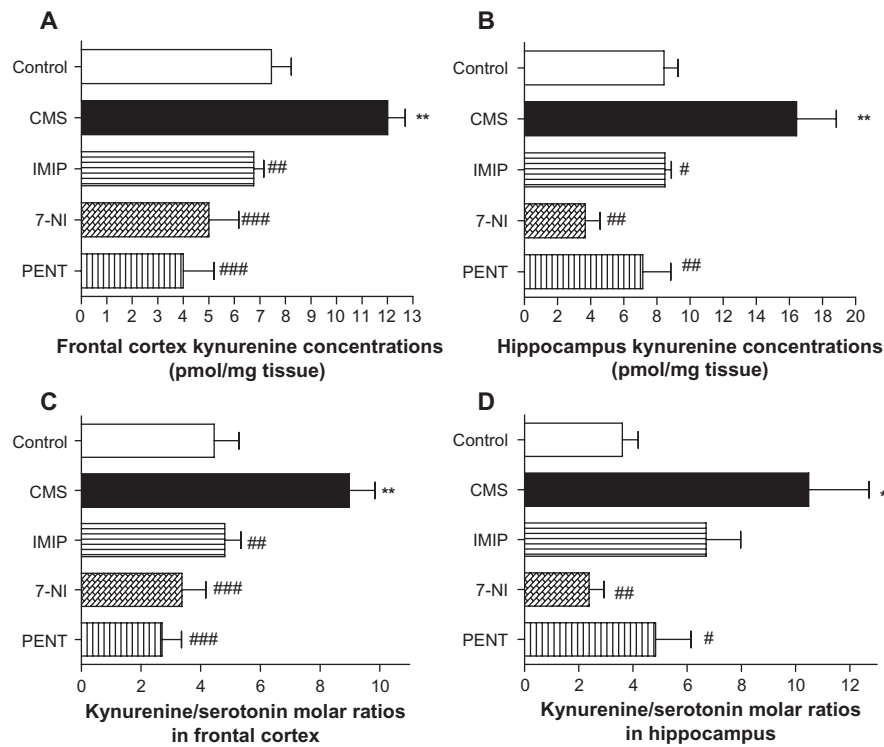 A
Control
CMS
**
IMIP
##
7-NI
###
PENT
###
0 1 2 3 4 5 6 7 8 9 10 11 12 13
Frontal cortex kynurenine concentrations
(pmol/mg tissue)
B
Control
CMS
**
IMIP
#
7-NI
##
PENT
##
0 2 4 6 8 10 12 14 16 18 20
Hippocampus kynurenine concentrations
(pmol/mg tissue)
C
Control
CMS
**
IMIP
##
7-NI
###
PENT
###
0 2 4 6 8 10
Kynurenine/serotonin molar ratios
in frontal cortex
D
Control
CMS
IMIP
7-NI
##
PENT
#
0 2 4 6 8 10 12
Kynurenine/serotonin molar ratios
in hippocampus